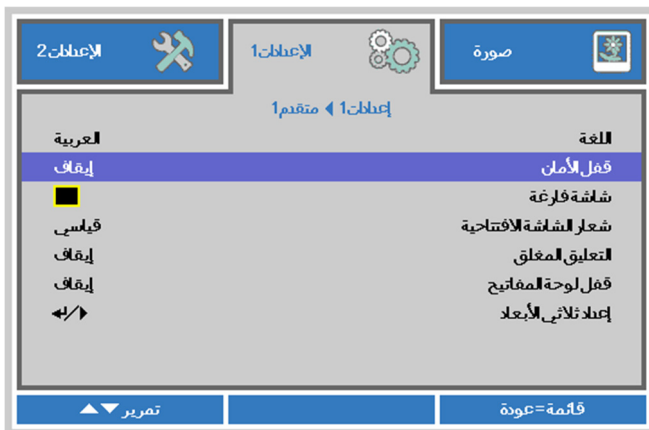 صورة
الإعدادات1
الإعدادات2
إعدادات1 متقدم1
اللغة العربية
قفل الأمان إيقاف
شاشة فارغة
شعار الشاشة الافتتاحية قياسي
التعليق المغلق إيقاف
قفل لوحة المفاتيح إيقاف
إعداد ثلاثي الأبعاد /
قائمة=عودة
تمرير